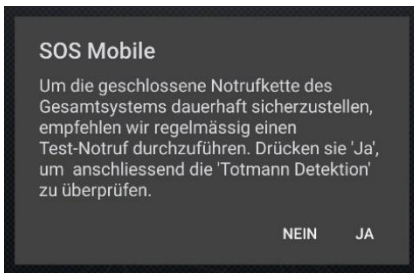 SOS Mobile
Um die geschlossene Notrufkette des
Gesamtsystems dauerhaft sicherzustellen,
empfehlen wir regelmässig einen
Test-Notruf durchzuführen. Drücken sie 'Ja',
um  anschliessend die 'Totmann Detektion'
zu überprüfen.
NEIN JA